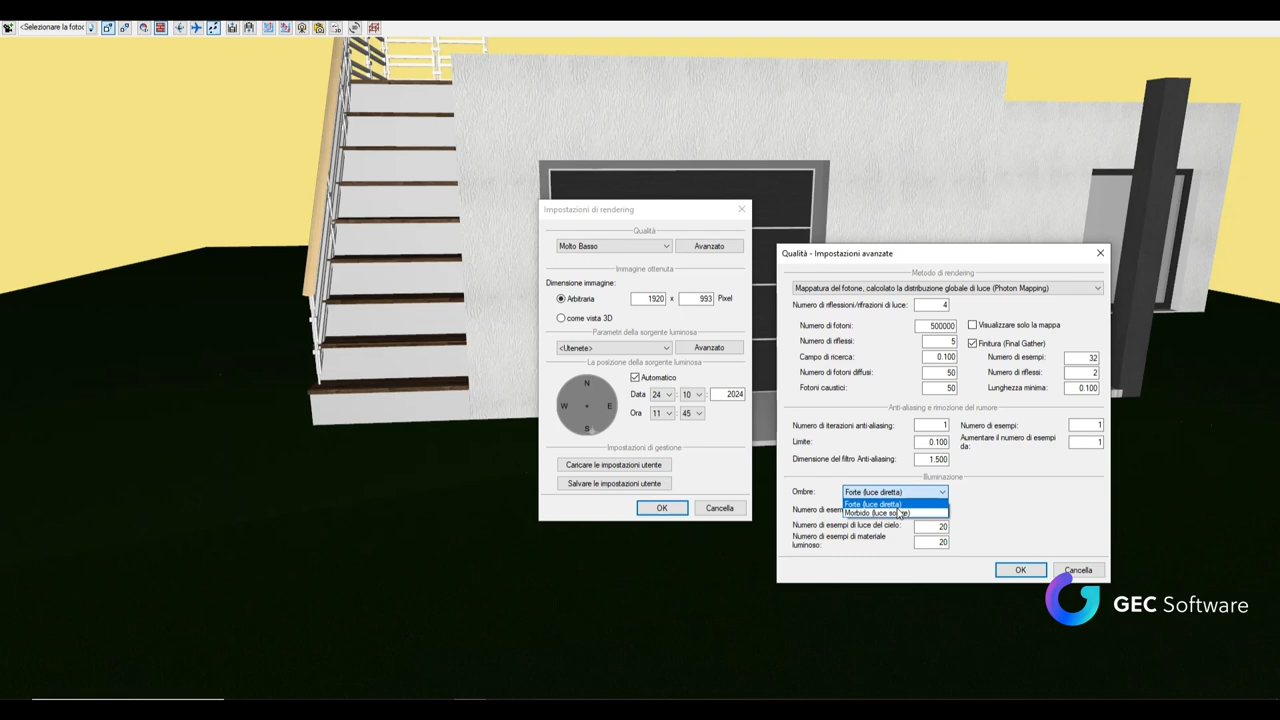 <Selezionare la fotoc
Impostazioni di rendering
Qualità
Molto Basso
Avanzato
Immagine ottenuta
Dimensione immagine:
Arbitraria
1920 x 993 Pixel
come vista 3D
Parametri della sorgente luminosa
<Utenete>
Avanzato
La posizione della sorgente luminosa
N
W E
S
Automatico
Data 24 : 10 : 2024
Ora 11 : 45
Impostazioni di gestione
Caricare le impostazioni utente
Salvare le impostazioni utente
OK
Cancella
Qualità - Impostazioni avanzate
Metodo di rendering
Mappatura del fotone, calcolato la distribuzione globale di luce (Photon Mapping)
Numero di riflessioni/rifrazioni di luce: 4
Numero di fotoni: 500000
Numero di riflessi: 5
Campo di ricerca: 0.100
Numero di fotoni diffusi: 50
Fotoni caustici: 50
Visualizzare solo la mappa
Finitura (Final Gather)
Numero di esempi: 32
Numero di riflessi: 2
Lunghezza minima: 0.100
Anti-aliasing e rimozione del rumore
Numero di iterazioni anti-aliasing: 1
Limite: 0.100
Dimensione del filtro Anti-aliasing: 1.500
Numero di esempi: 1
Aumentare il numero di esempi
da: 1
Illuminazione
Ombre: Forte (luce diretta)
Forte (luce diretta)
Morbido (luce
Numero di esem
Numero di esempi di luce del cielo: 20
Numero di esempi di materiale
luminoso: 20
OK
Cancella
GEC Software